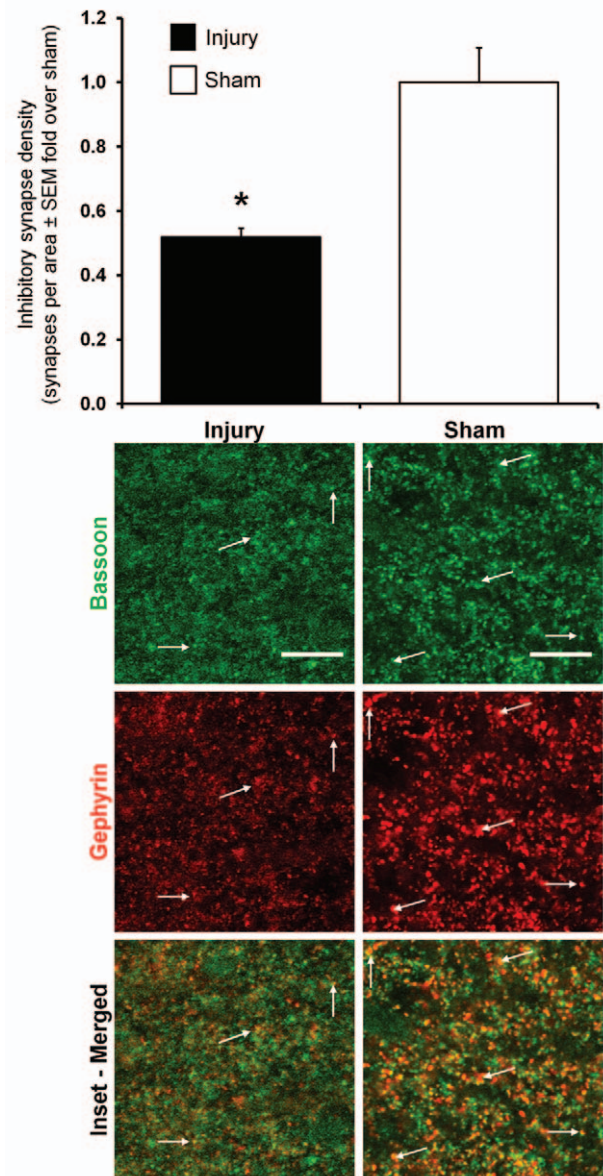 Inhibitory synapse density
(synapses per area ± SEM fold over sham)
1.2
1.0
0.8
0.6
0.4
0.2
0.0
Injury
Sham
*
Injury
Sham
Bassoon
Gephyrin
Inset - Merged